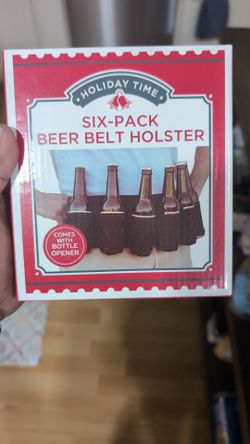 HOLIDAY TIME
SIX-PACK
BEER BELT HOLSTER
COMES
WITH
BOTTLE
OPENER